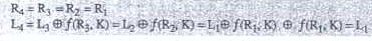 R₄ = R₃ = R₂ = R₁
L₄ = L₃ ⊕ f(R₃, K) = L₂ ⊕ f(R₂, K) = L₁ ⊕ f(R₁, K) ⊕ f(R₁, K) = L₁